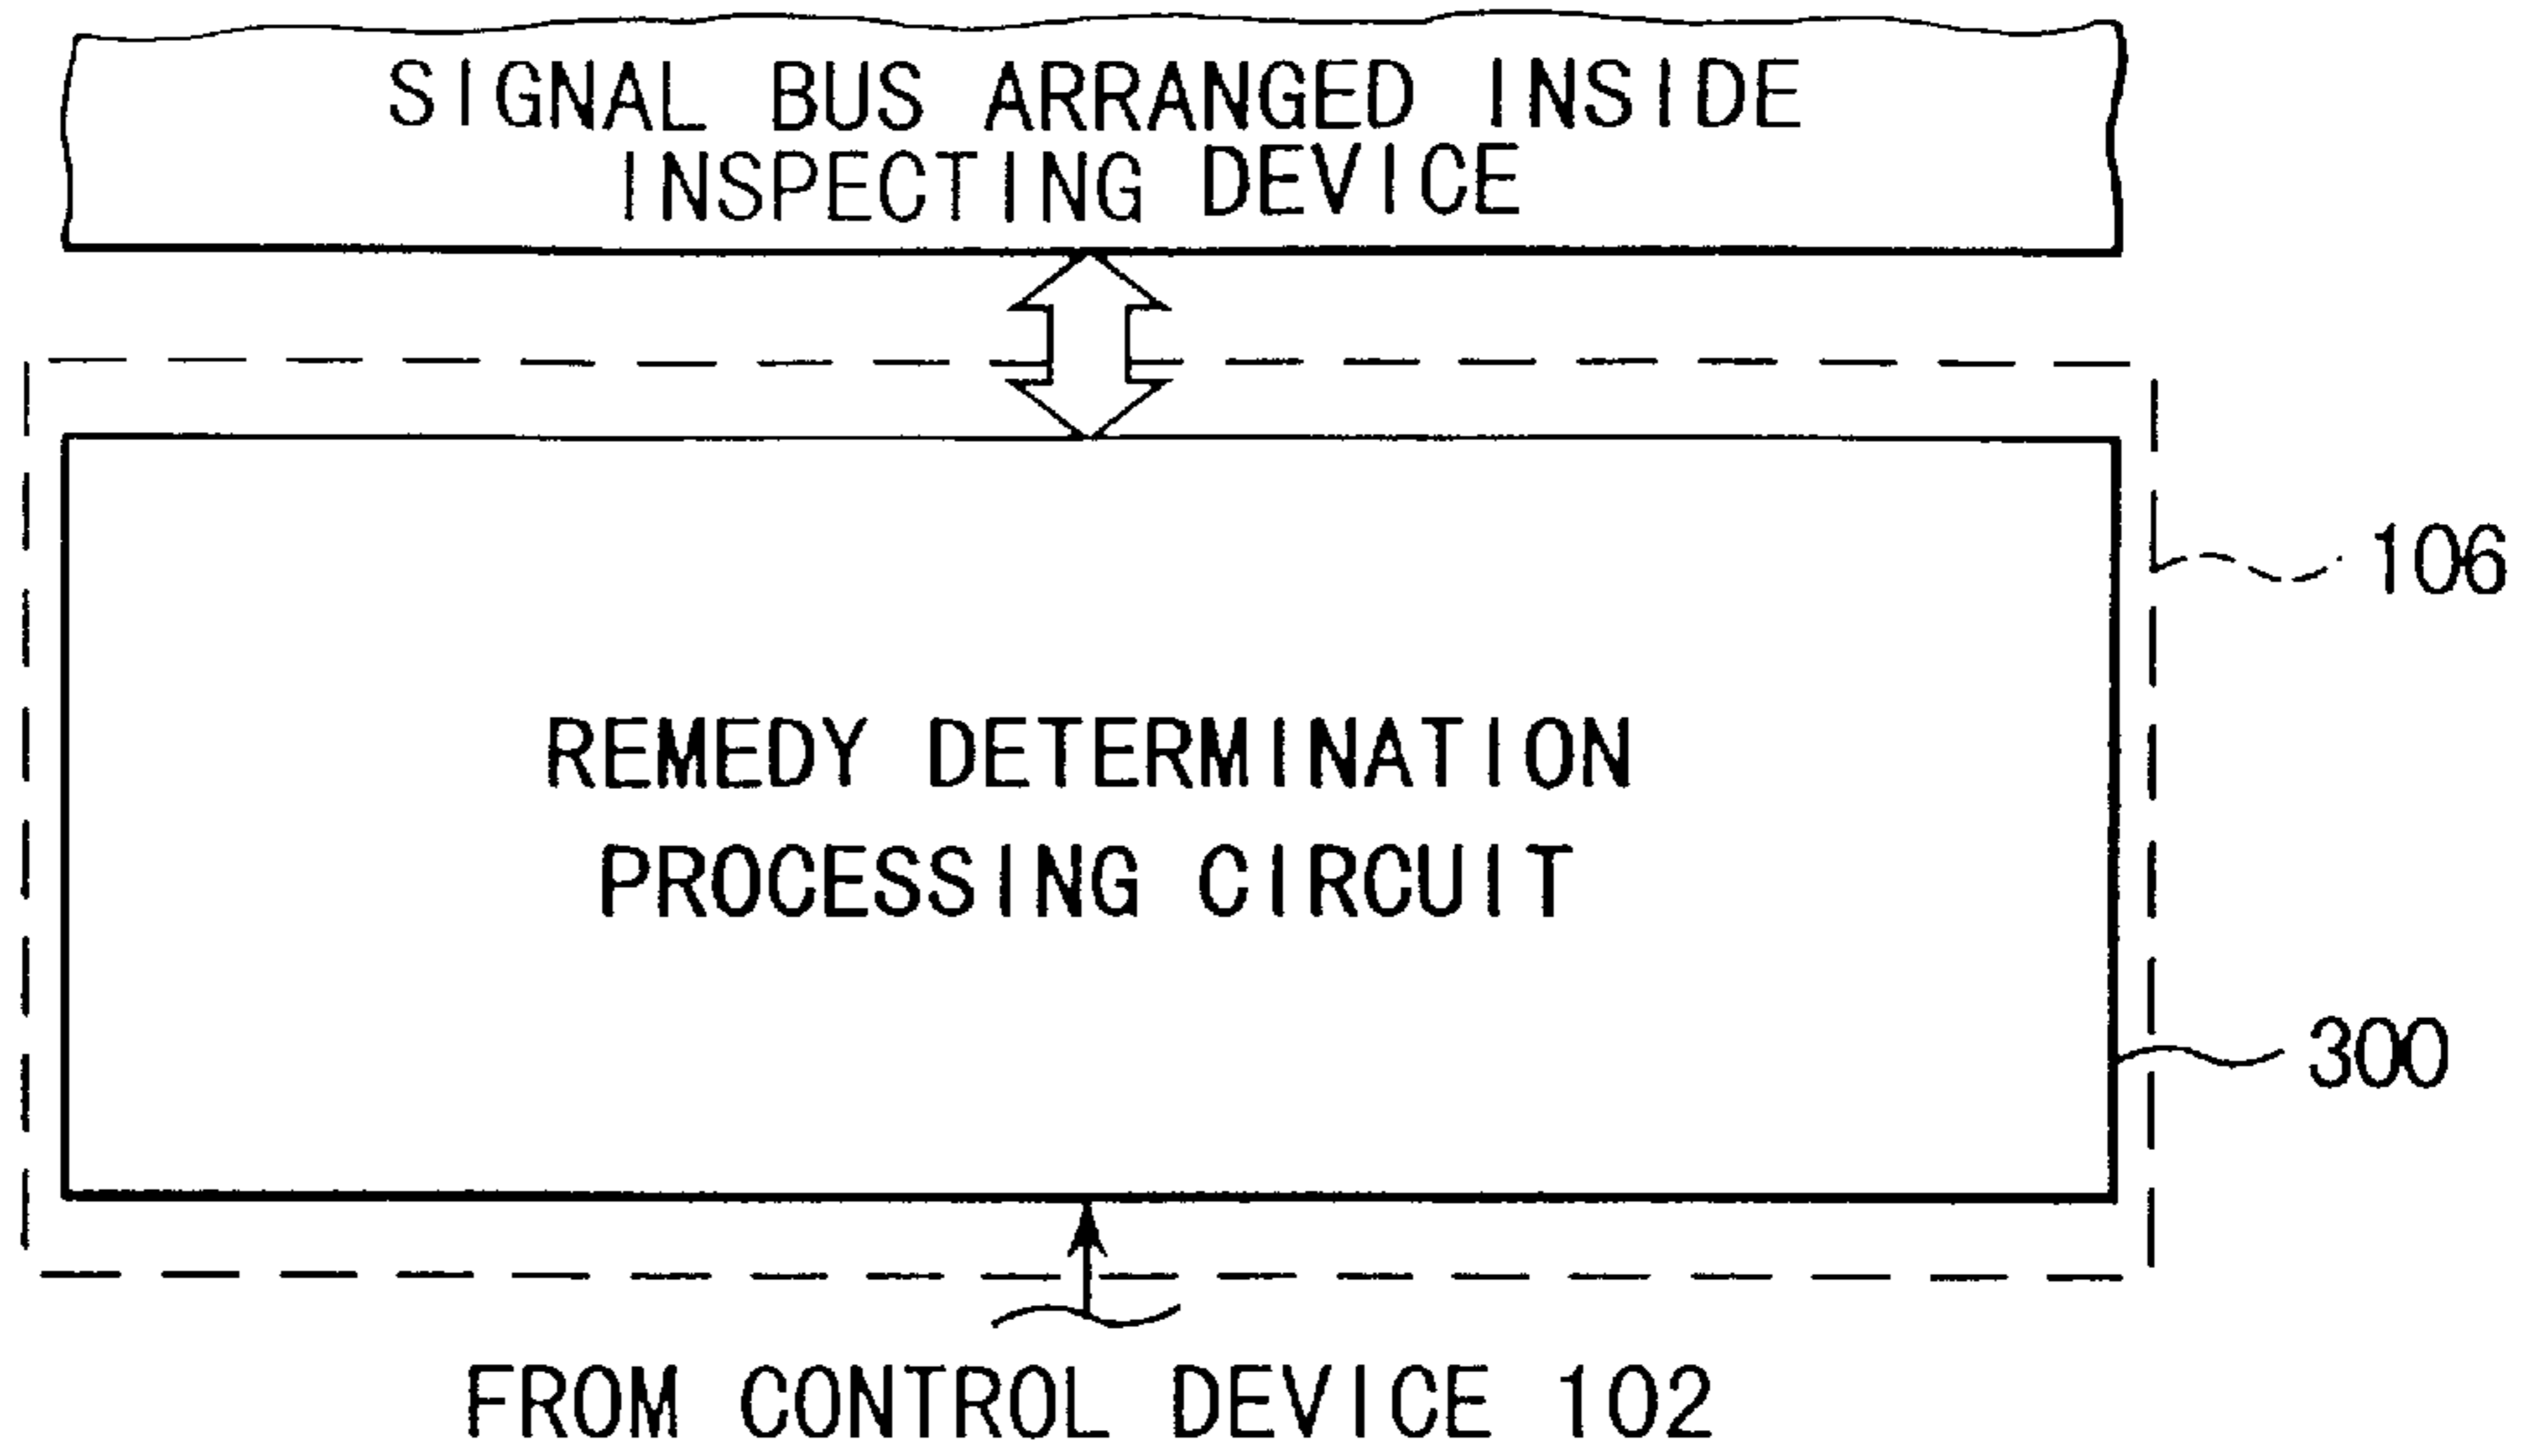 SIGNAL BUS ARRANGED INSIDE
INSPECTING DEVICE
106
REMEDY DETERMINATION
PROCESSING CIRCUIT
300
FROM CONTROL DEVICE 102